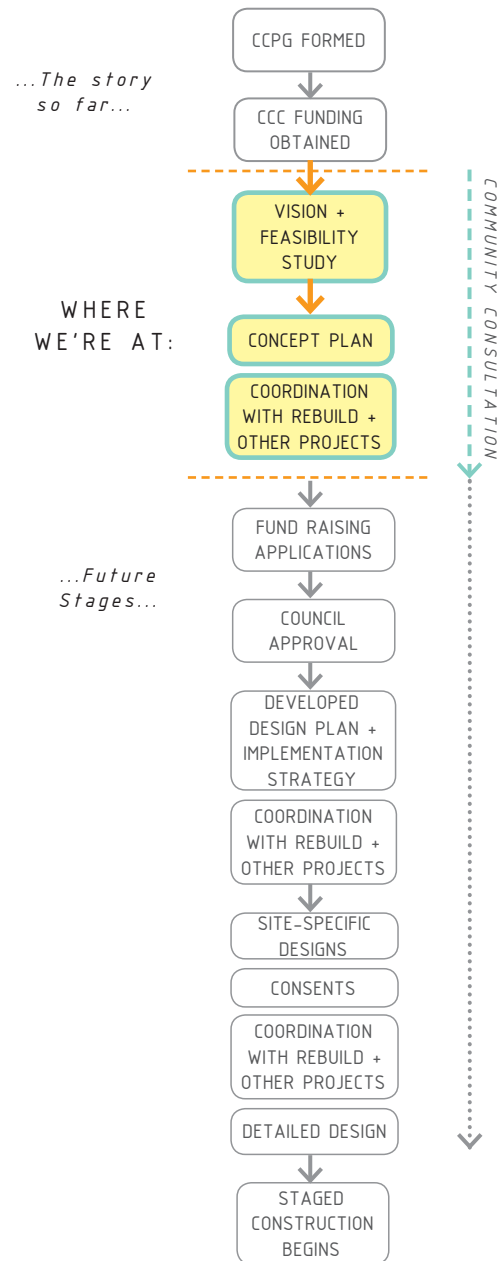 CCPG FORMED
...The story
so far...
CCC FUNDING
OBTAINED
COMMUNITY CONSULTATION
VISION +
FEASIBILITY
STUDY
WHERE
WE'RE AT:
CONCEPT PLAN
COORDINATION
WITH REBUILD +
OTHER PROJECTS
FUND RAISING
APPLICATIONS
...Future
Stages...
COUNCIL
APPROVAL
DEVELOPED
DESIGN PLAN +
IMPLEMENTATION
STRATEGY
COORDINATION
WITH REBUILD +
OTHER PROJECTS
SITE-SPECIFIC
DESIGNS
CONSENTS
COORDINATION
WITH REBUILD +
OTHER PROJECTS
DETAILED DESIGN
STAGED
CONSTRUCTION
BEGINS